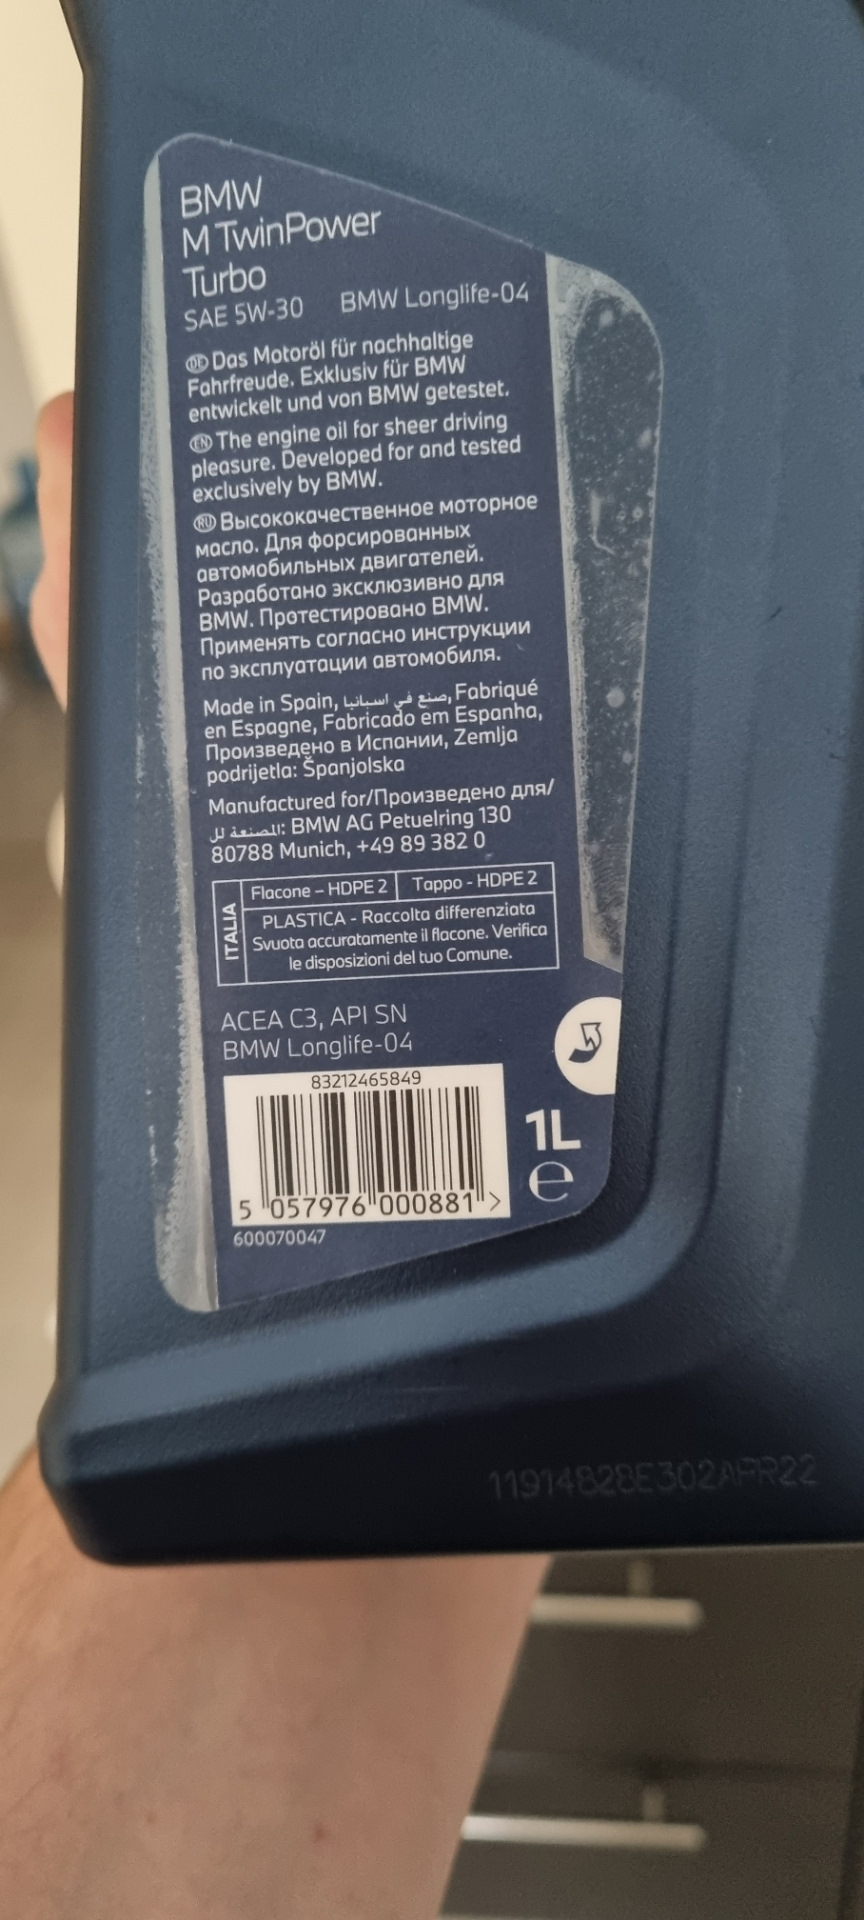 BMW
M TwinPower
Turbo
SAE 5W-30 BMW Longlife-04
DE Das Motoröl für nachhaltige
Fahrfreude. Exklusiv für BMW
entwickelt und von BMW getestet.
EN The engine oil for sheer driving
pleasure. Developed for and tested
exclusively by BMW.
RU Высококачественное моторное
масло. Для форсированных
автомобильных двигателей.
Разработано эксклюзивно для
BMW. Протестировано BMW.
Применять согласно инструкции
по эксплуатации автомобиля.
Made in Spain, صنع في اسبانيا, Fabriqué
en Espagne, Fabricado em Espanha,
Произведено в Испании, Zemlja
podrijetla: Španjolska
Manufactured for/Произведено для/
المصنعة لل: BMW AG Petuelring 130
80788 Munich, +49 89 382 0
ITALIA
Flacone – HDPE 2 Tappo - HDPE 2
PLASTICA - Raccolta differenziata
Svuota accuratamente il flacone. Verifica
le disposizioni del tuo Comune.
ACEA C3, API SN
BMW Longlife-04
83212465849
5 057976 000881 >
1L
e
600070047
11914828E302APR22